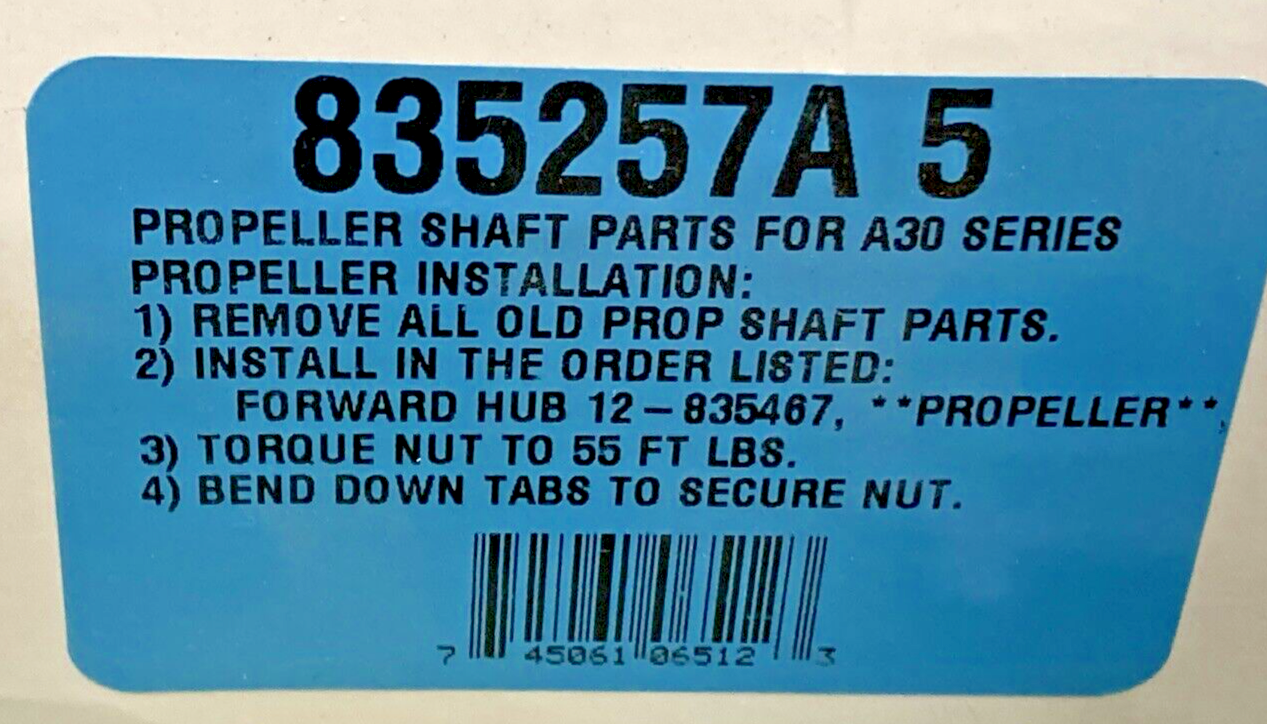 835257A 5
PROPELLER SHAFT PARTS FOR A30 SERIES
PROPELLER INSTALLATION:
1) REMOVE ALL OLD PROP SHAFT PARTS.
2) INSTALL IN THE ORDER LISTED:
FORWARD HUB 12–835467, **PROPELLER**,
3) TORQUE NUT TO 55 FT LBS.
4) BEND DOWN TABS TO SECURE NUT.
7 45061 06512 3